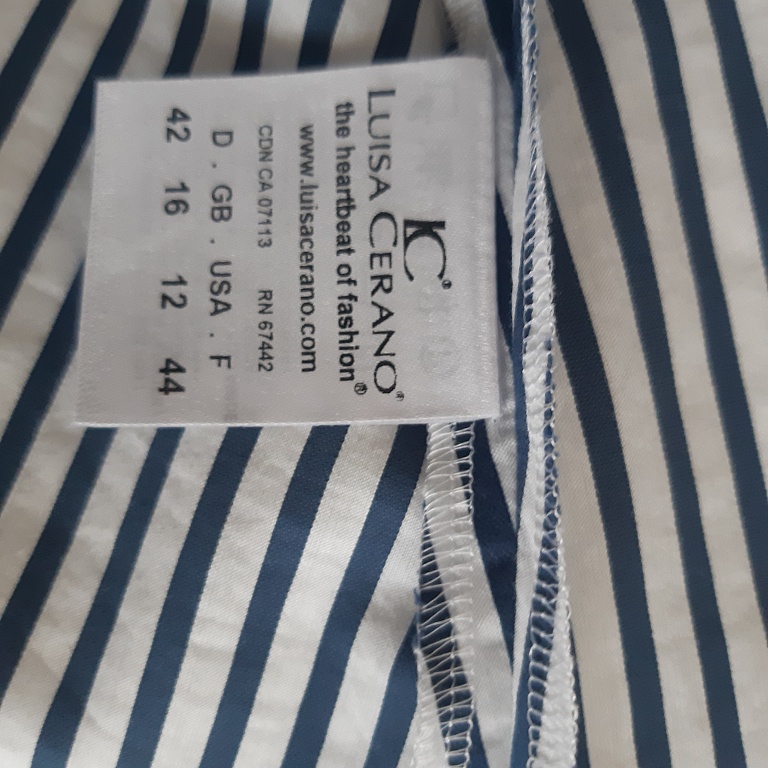 LC®
LUISA CERANO®
the heartbeat of fashion®
www.luisacerano.com
CDN CA 07113 RN 67442
D . GB . USA . F
42 16 12 44